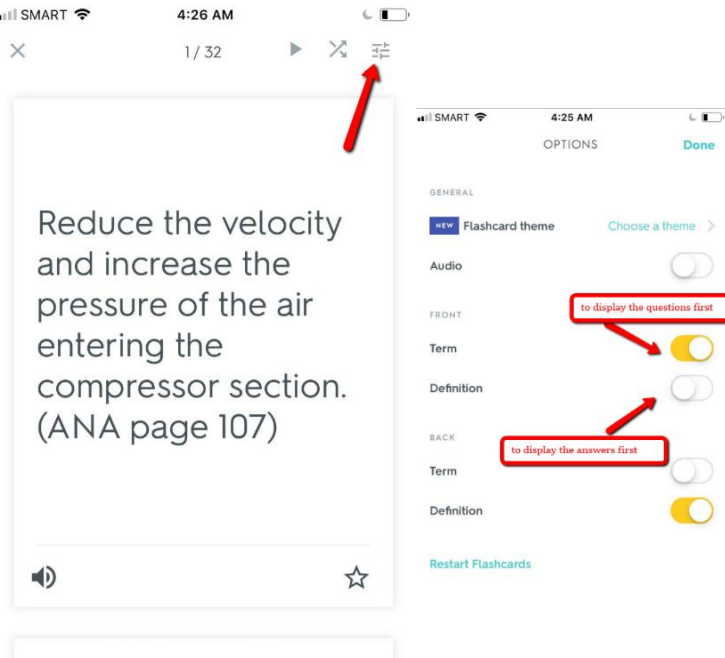 SMART 4:26 AM
1 / 32
Reduce the velocity
and increase the
pressure of the air
entering the
compressor section.
(ANA page 107)
SMART 4:25 AM
OPTIONS Done
GENERAL
NEW Flashcard theme Choose a theme
Audio
FRONT
to display the questions first
Term
Definition
BACK
to display the answers first
Term
Definition
Restart Flashcards